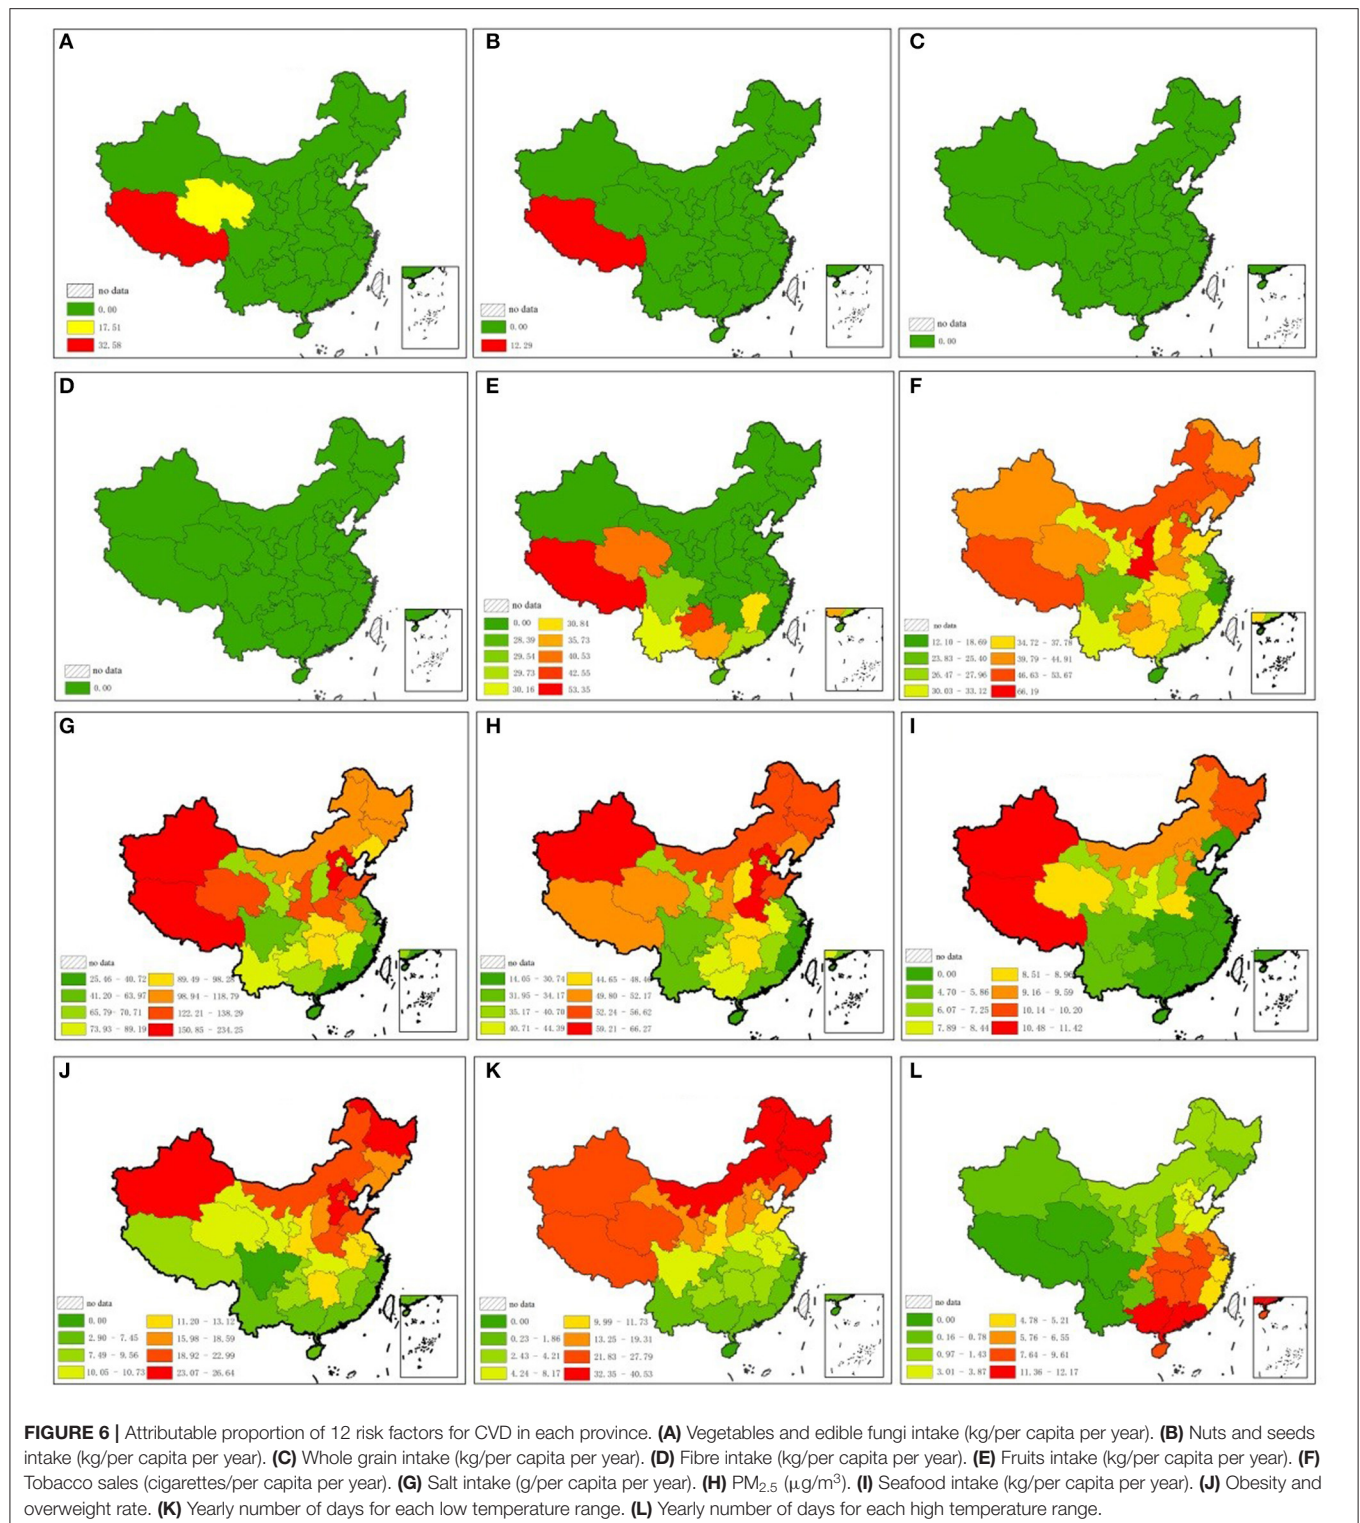 A
no data
0.00
17.51
32.58
B
no data
0.00
12.29
C
no data
0.00
D
no data
0.00
E
no data
0.00 30.84
28.39 35.73
29.54 40.53
29.73 42.55
30.16 53.35
F
no data
12.10 - 18.69 34.72 - 37.78
23.83 - 25.40 39.79 - 44.91
26.47 - 27.96 46.63 - 53.67
30.03 - 33.12 66.19
G
no data
25.46 - 40.72 89.49 - 98.28
41.20 - 63.97 98.94 - 118.79
65.79 - 70.71 122.21 - 138.29
73.93 - 89.19 150.85 - 234.25
H
no data
14.05 - 30.74 44.65 - 48.46
31.95 - 34.17 49.80 - 52.17
35.17 - 40.70 52.24 - 56.62
40.71 - 44.39 59.21 - 66.27
I
no data
0.00 8.51 - 8.96
4.70 - 5.86 9.16 - 9.59
6.07 - 7.25 10.14 - 10.20
7.89 - 8.44 10.48 - 11.42
J
no data
0.00 11.20 - 13.12
2.90 - 7.45 15.98 - 18.59
7.49 - 9.56 18.92 - 22.99
10.05 - 10.73 23.07 - 26.64
K
no data
0.00 9.99 - 11.73
0.23 - 1.86 13.25 - 19.31
2.43 - 4.21 21.83 - 27.79
4.24 - 8.17 32.35 - 40.53
L
no data
0.00 4.78 - 5.21
0.16 - 0.78 5.76 - 6.55
0.97 - 1.43 7.64 - 9.61
3.01 - 3.87 11.36 - 12.17
FIGURE 6 | Attributable proportion of 12 risk factors for CVD in each province. (A) Vegetables and edible fungi intake (kg/per capita per year). (B) Nuts and seeds
intake (kg/per capita per year). (C) Whole grain intake (kg/per capita per year). (D) Fibre intake (kg/per capita per year). (E) Fruits intake (kg/per capita per year). (F)
Tobacco sales (cigarettes/per capita per year). (G) Salt intake (g/per capita per year). (H) PM2.5 (μg/m³). (I) Seafood intake (kg/per capita per year). (J) Obesity and
overweight rate. (K) Yearly number of days for each low temperature range. (L) Yearly number of days for each high temperature range.